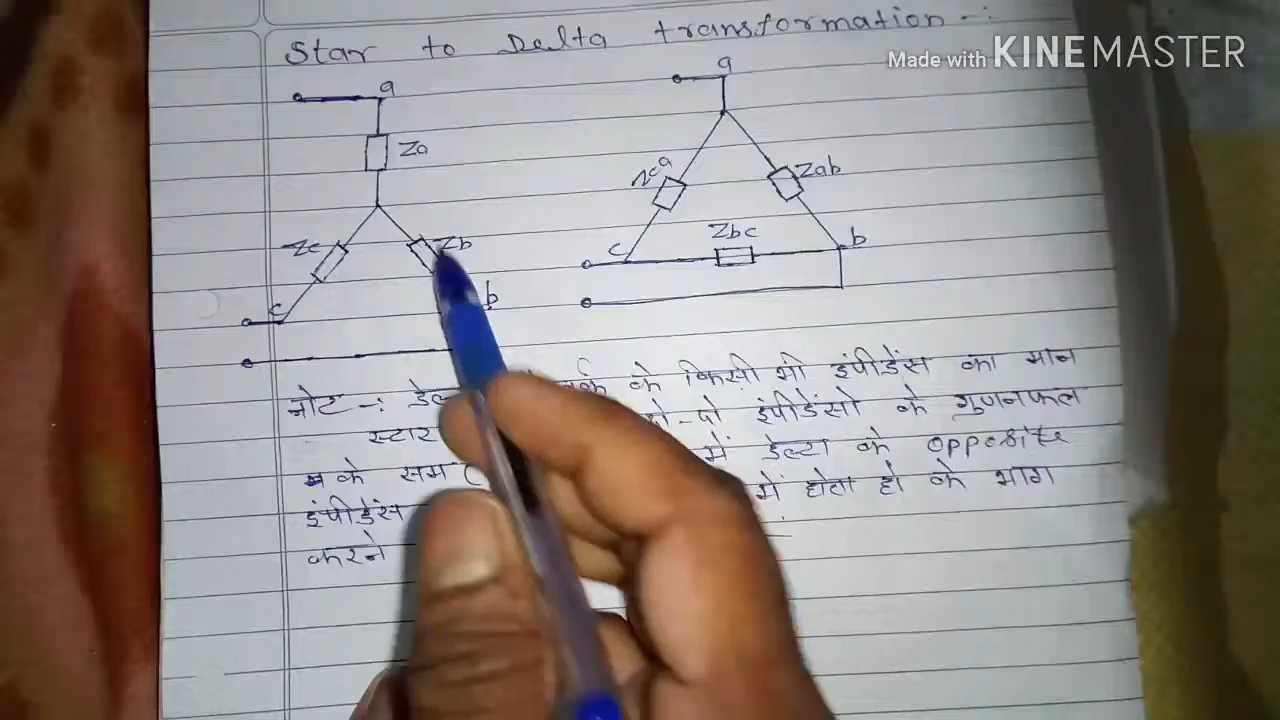 Star to Delta transformation -:
Made with KINEMASTER
a
Za
Zc
Zb
c
b
a
Zca
Zab
Zbc
c
b
नोट -: के किसी भी इंपीडेंस का मान
स्टार दो-दो इंपीडेंसो के गुणनफल
के सम में डेल्टा के opposite
इंपीडेंस में होता हो के भाग
करने